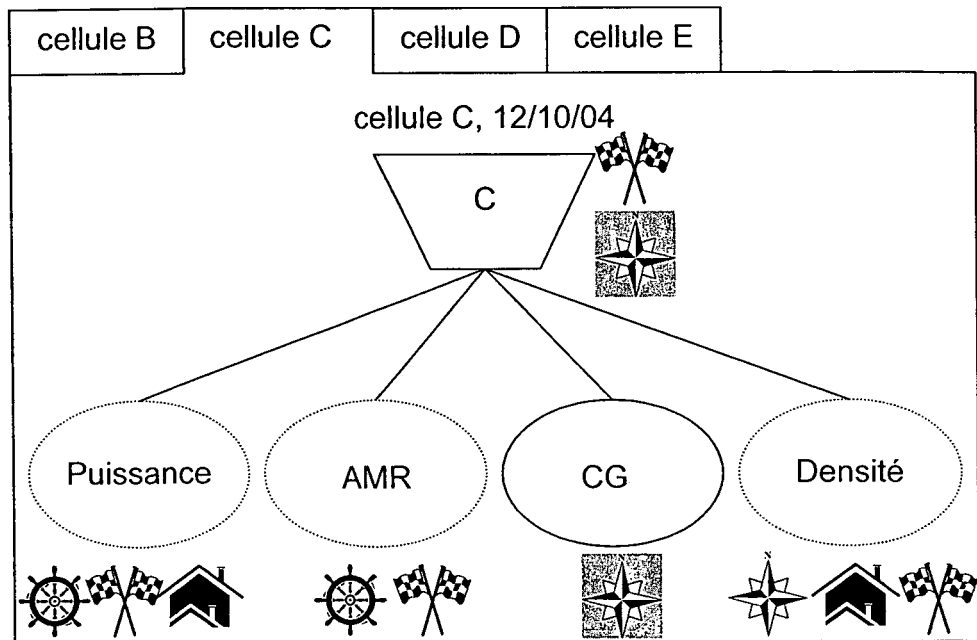 cellule B
cellule C
cellule D
cellule E
cellule C, 12/10/04
C
N
Puissance
AMR
CG
Densité
N
N